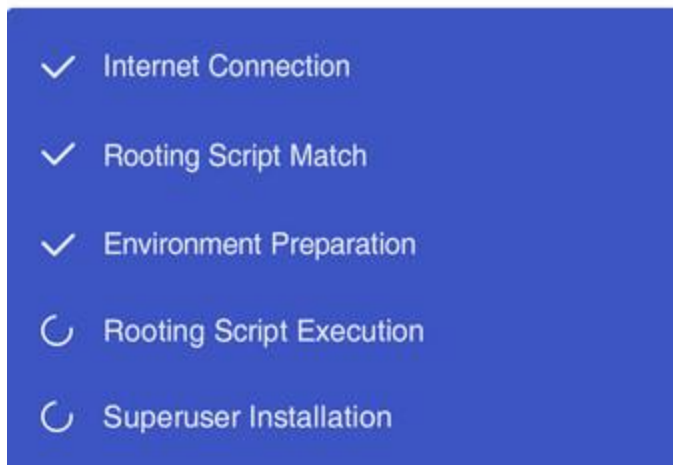 Internet Connection
Rooting Script Match
Environment Preparation
Rooting Script Execution
Superuser Installation